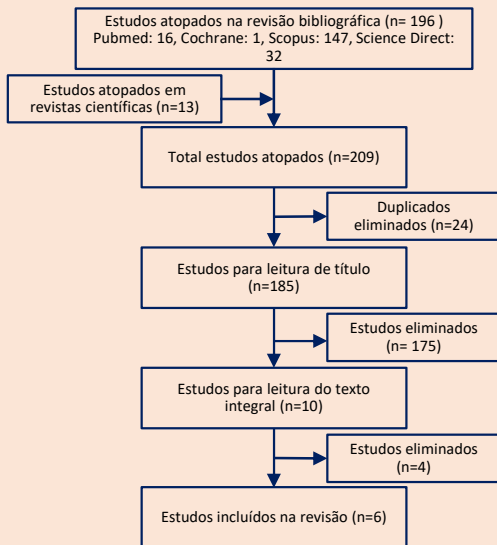 Estudos atopados na revisão bibliográfica (n= 196 )
Pubmed: 16, Cochrane: 1, Scopus: 147, Science Direct:
32
Estudos atopados em
revistas científicas (n=13)
Total estudos atopados (n=209)
Duplicados
eliminados (n=24)
Estudos para leitura de título
(n=185)
Estudos eliminados
(n= 175)
Estudos para leitura do texto
integral (n=10)
Estudos eliminados
(n=4)
Estudos incluídos na revisão (n=6)